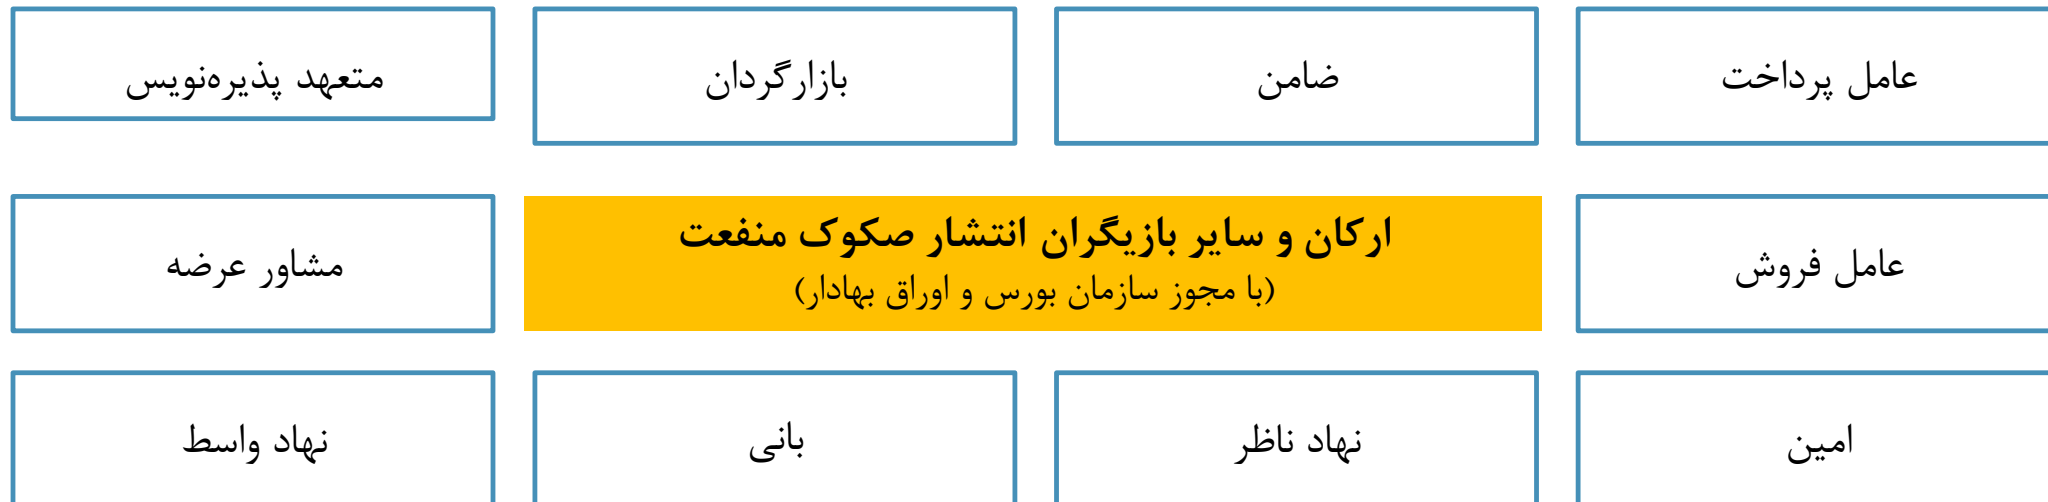 عامل پرداخت
ضامن
بازارگردان
متعهد پذیره‌نویس
عامل فروش
ارکان و سایر بازیگران انتشار صکوک منفعت
(با مجوز سازمان بورس و اوراق بهادار)
مشاور عرضه
امین
نهاد ناظر
بانی
نهاد واسط